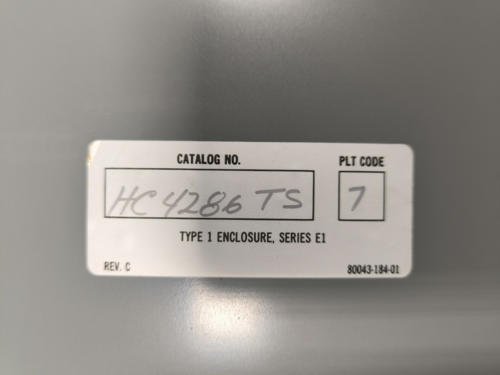 CATALOG NO. PLT CODE
HC 4286 TS 7
TYPE 1 ENCLOSURE, SERIES E1
REV. C 80043-184-01